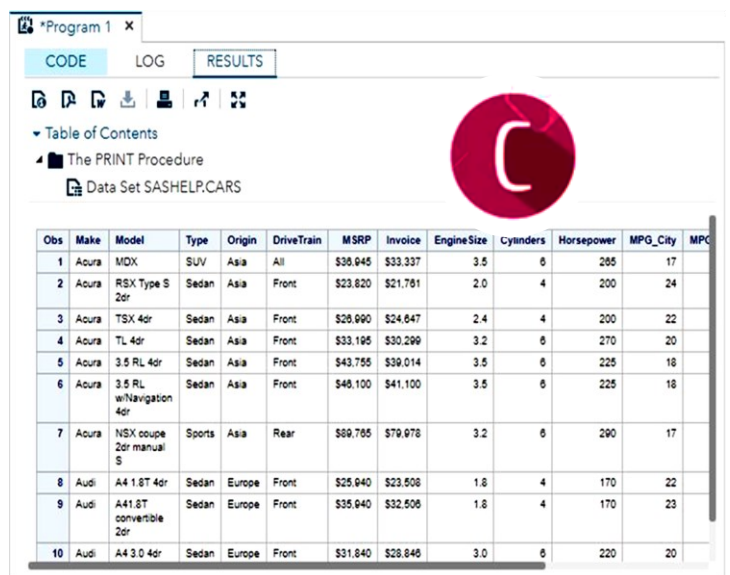 *Program 1 x
CODE LOG RESULTS
Table of Contents
The PRINT Procedure
Data Set SASHELP.CARS
C
Obs Make Model Type Origin DriveTrain MSRP Invoice EngineSize Cylinders Horsepower MPG_City MPG
1 Acura MDX SUV Asia All $36,945 $33,337 3.5 6 265 17
2 Acura RSX Type S Sedan Asia Front $23,820 $21,761 2.0 4 200 24
2dr
3 Acura TSX 4dr Sedan Asia Front $26,990 $24,647 2.4 4 200 22
4 Acura TL 4dr Sedan Asia Front $33,195 $30,299 3.2 6 270 20
5 Acura 3.5 RL 4dr Sedan Asia Front $43,755 $39,014 3.5 6 225 18
6 Acura 3.5 RL Sedan Asia Front $46,100 $41,100 3.5 6 225 18
w/Navigation
4dr
7 Acura NSX coupe Sports Asia Rear $89,765 $79,978 3.2 6 290 17
2dr manual
S
8 Audi A4 1.8T 4dr Sedan Europe Front $25,940 $23,508 1.8 4 170 22
9 Audi A41.8T Sedan Europe Front $35,940 $32,506 1.8 4 170 23
convertible
2dr
10 Audi A4 3.0 4dr Sedan Europe Front $31,840 $28,846 3.0 6 220 20